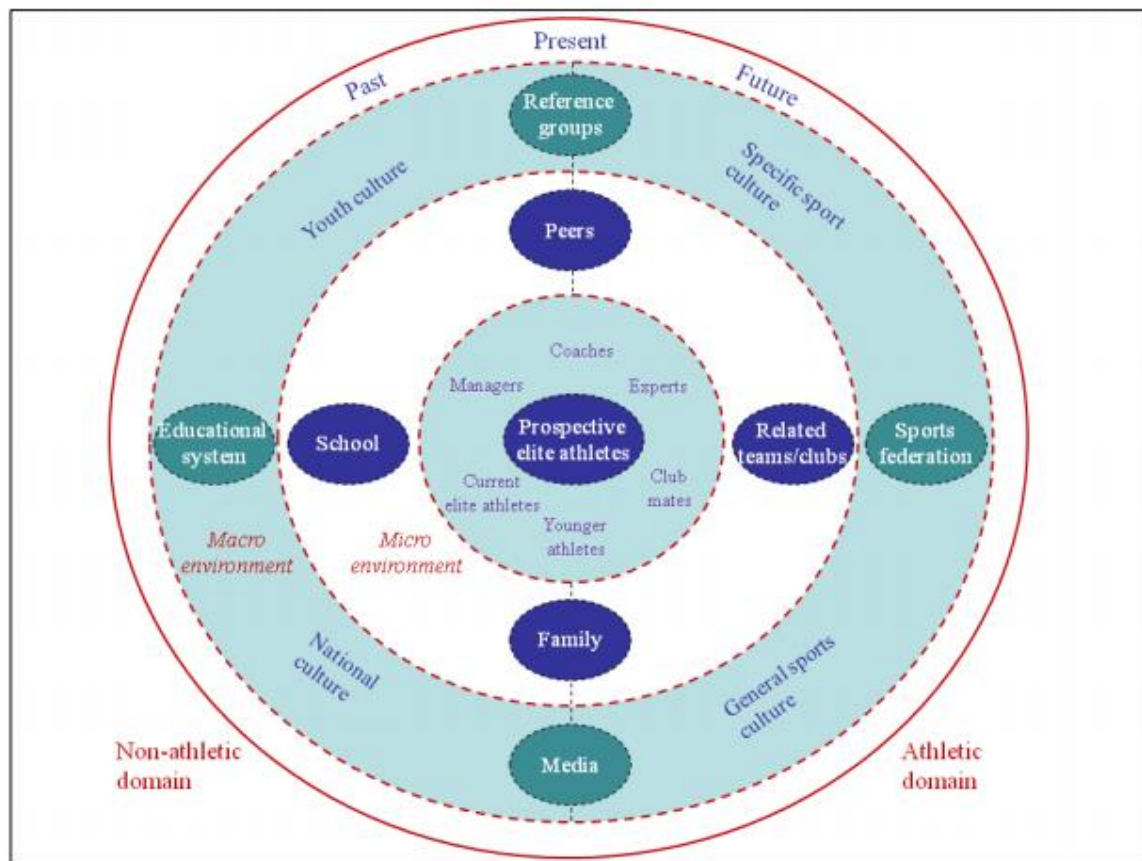 Present
Past
Future
Reference
groups
Youth culture
Specific sport
culture
Peers
Coaches
Managers
Experts
Educational
system
School
Prospective
elite athletes
Related
teams/clubs
Sports
federation
Current
elite athletes
Club
mates
Younger
athletes
Macro
environment
Micro
environment
Family
National
culture
General sports
culture
Media
Non-athletic
domain
Athletic
domain